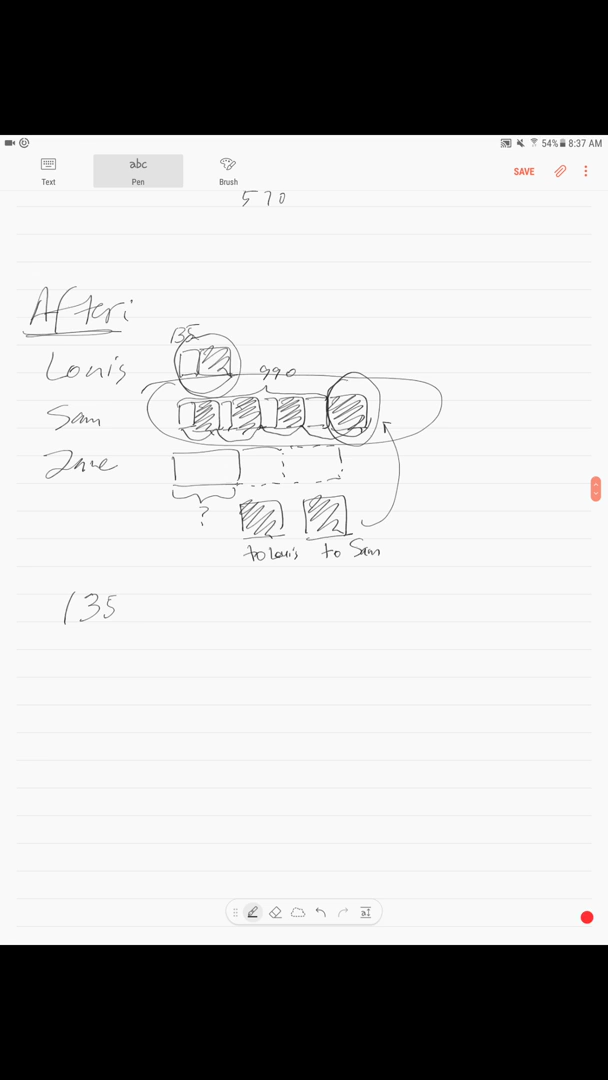 54% 8:37 AM
abc
Text Pen Brush SAVE
570
After:
135
Louis
990
Sam
Jane
?
to Louis to Sam
135